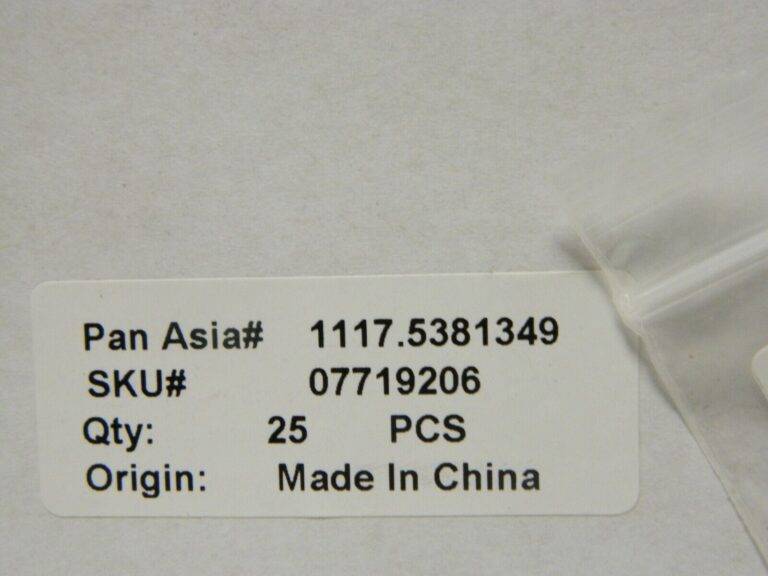 Pan Asia# 1117.5381349
SKU# 07719206
Qty: 25 PCS
Origin: Made In China